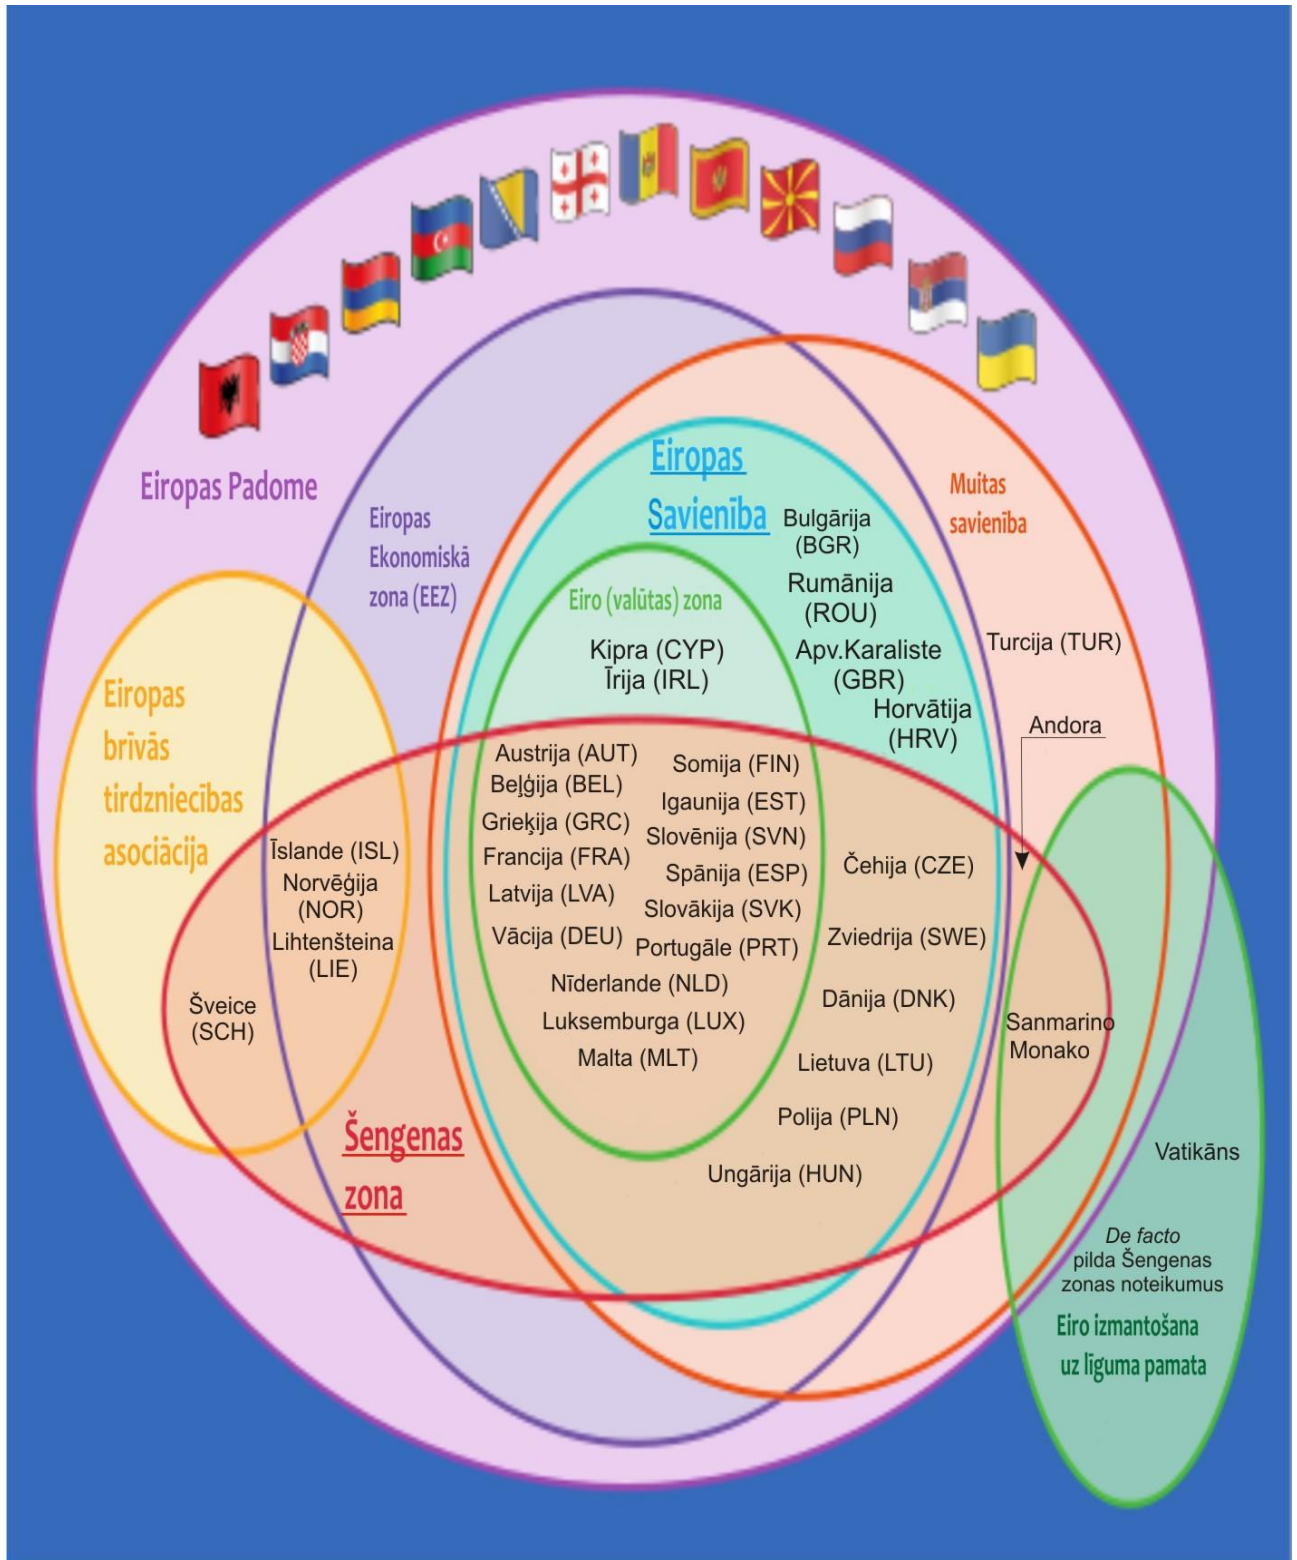 Eiropas Padome
Eiropas
Ekonomiskā
zona (EEZ)
Eiropas
Savienība
Muitas
savienība
Bulgārija
(BGR)
Rumānija
(ROU)
Apv.Karaliste
(GBR)
Horvātija
(HRV)
Eiro (valūtas) zona
Kipra (CYP)
Īrija (IRL)
Turcija (TUR)
Andora
Eiropas
brīvās
tirdzniecības
asociācija
Īslande (ISL)
Norvēģija
(NOR)
Lihtenšteina
(LIE)
Šveice
(SCH)
Austrija (AUT)
Beļģija (BEL)
Grieķija (GRC)
Francija (FRA)
Latvija (LVA)
Vācija (DEU)
Somija (FIN)
Igaunija (EST)
Slovēnija (SVN)
Spānija (ESP)
Slovākija (SVK)
Portugāle (PRT)
Nīderlande (NLD)
Luksemburga (LUX)
Malta (MLT)
Čehija (CZE)
Zviedrija (SWE)
Dānija (DNK)
Lietuva (LTU)
Polija (PLN)
Ungārija (HUN)
Sanmarino
Monako
Šengenas
zona
Vatikāns
De facto
pilda Šengenas
zonas noteikumus
Eiro izmantošana
uz līguma pamata